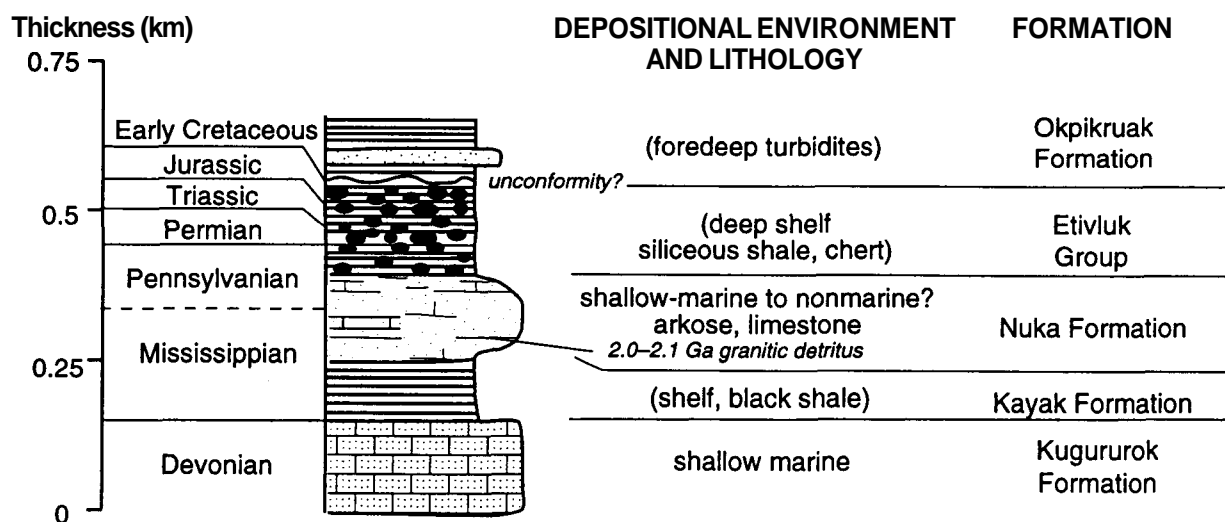 Thickness (km)
DEPOSITIONAL ENVIRONMENT
AND LITHOLOGY
FORMATION
0.75
Early Cretaceous
Jurassic
Triassic
0.5
Permian
Pennsylvanian
Mississippian
0.25
Devonian
0
unconformity?
(foredeep turbidites)
Okpikruak
Formation
(deep shelf
siliceous shale, chert)
Etivluk
Group
shallow-marine to nonmarine?
arkose, limestone
2.0–2.1 Ga granitic detritus
Nuka Formation
(shelf, black shale)
Kayak Formation
shallow marine
Kugururok
Formation